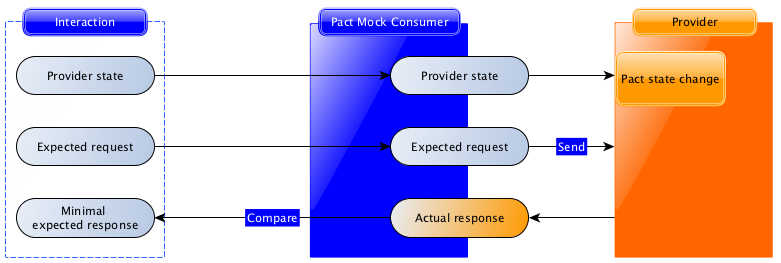 Interaction
Pact Mock Consumer
Provider
Provider state
Provider state
Pact state change
Expected request
Expected request
Send
Minimal
expected response
Compare
Actual response